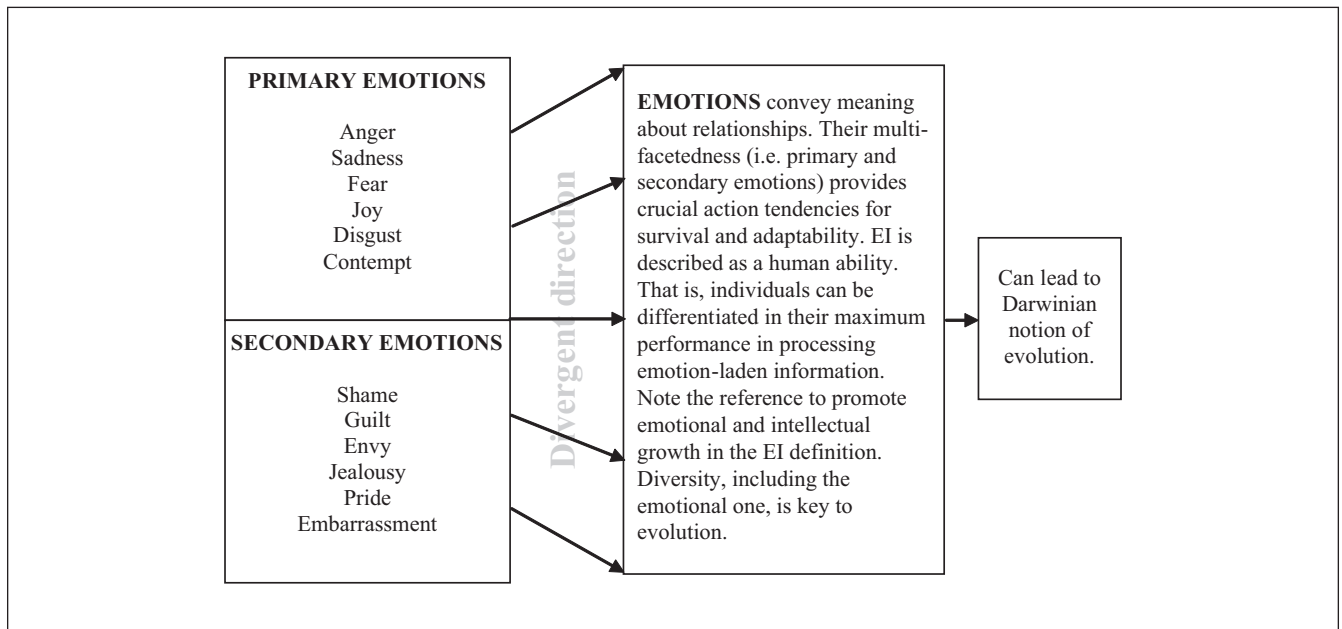 PRIMARY EMOTIONS
Anger
Sadness
Fear
Joy
Disgust
Contempt
SECONDARY EMOTIONS
Shame
Guilt
Envy
Jealousy
Pride
Embarrassment
Divergent direction
EMOTIONS convey meaning
about relationships. Their multi-
facetedness (i.e. primary and
secondary emotions) provides
crucial action tendencies for
survival and adaptability. EI is
described as a human ability.
That is, individuals can be
differentiated in their maximum
performance in processing
emotion-laden information.
Note the reference to promote
emotional and intellectual
growth in the EI definition.
Diversity, including the
emotional one, is key to
evolution.
Can lead to
Darwinian
notion of
evolution.